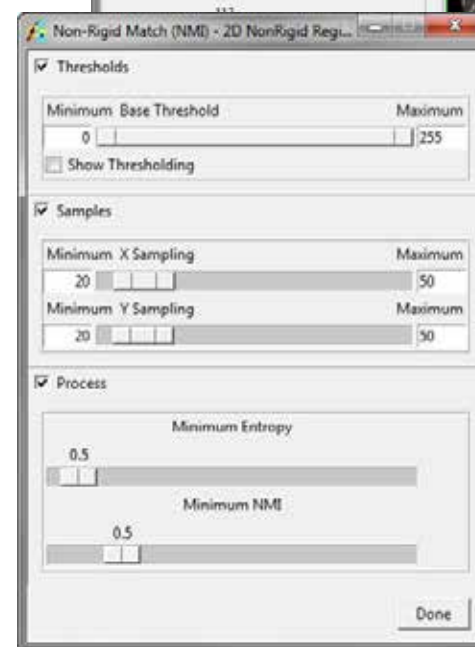 Non-Rigid Match (NMI) - 2D NonRigid Regi...
Thresholds
Minimum Base Threshold Maximum
0 255
Show Thresholding
Samples
Minimum X Sampling Maximum
20 50
Minimum Y Sampling Maximum
20 50
Process
Minimum Entropy
0.5
Minimum NMI
0.5
Done